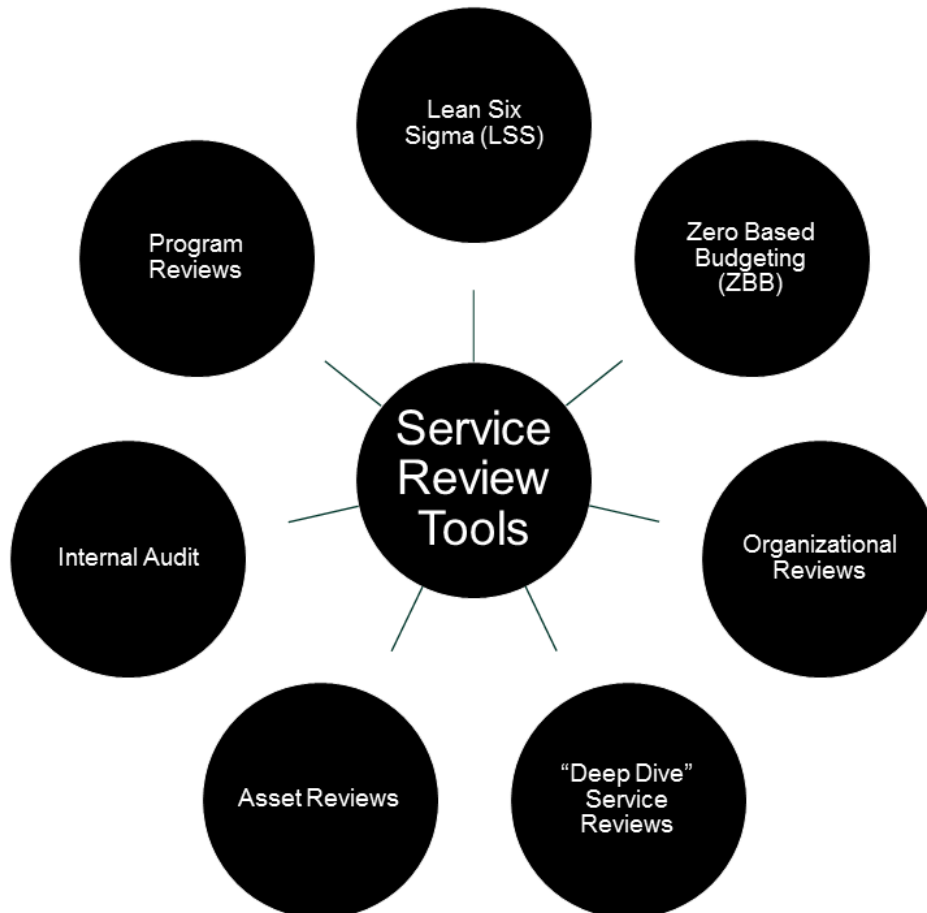 Lean Six
Sigma (LSS)
Zero Based
Budgeting
(ZBB)
Organizational
Reviews
“Deep Dive”
Service
Reviews
Asset Reviews
Internal Audit
Program
Reviews
Service
Review
Tools